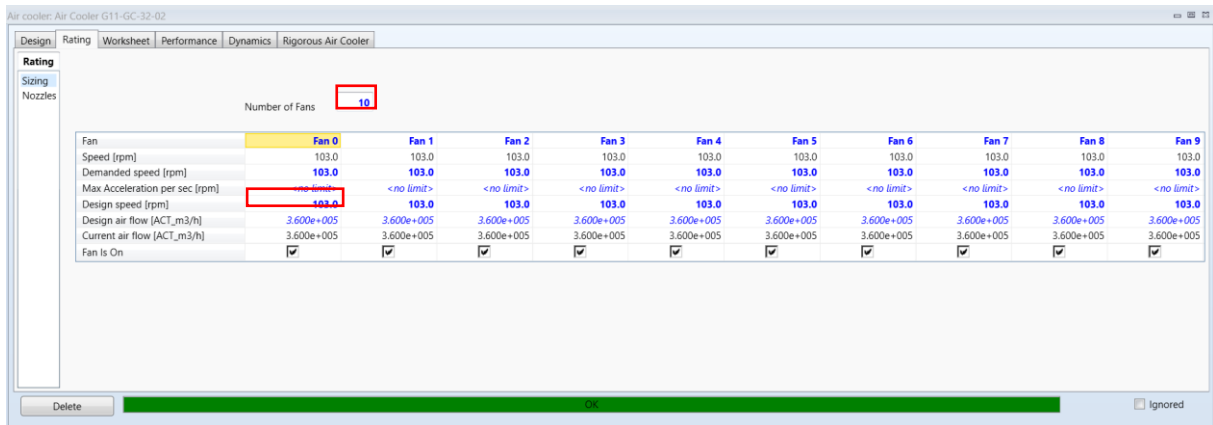 Air cooler: Air Cooler G11-GC-32-02
Design Rating Worksheet Performance Dynamics Rigorous Air Cooler
Rating
Sizing
Nozzles
Number of Fans 10
Fan Fan 0 Fan 1 Fan 2 Fan 3 Fan 4 Fan 5 Fan 6 Fan 7 Fan 8 Fan 9
Speed [rpm] 103.0 103.0 103.0 103.0 103.0 103.0 103.0 103.0 103.0 103.0
Demanded speed [rpm] 103.0 103.0 103.0 103.0 103.0 103.0 103.0 103.0 103.0 103.0
Max Acceleration per sec [rpm] <no limit> <no limit> <no limit> <no limit> <no limit> <no limit> <no limit> <no limit> <no limit> <no limit>
Design speed [rpm] 103.0 103.0 103.0 103.0 103.0 103.0 103.0 103.0 103.0 103.0
Design air flow [ACT_m3/h] 3.600e+005 3.600e+005 3.600e+005 3.600e+005 3.600e+005 3.600e+005 3.600e+005 3.600e+005 3.600e+005 3.600e+005
Current air flow [ACT_m3/h] 3.600e+005 3.600e+005 3.600e+005 3.600e+005 3.600e+005 3.600e+005 3.600e+005 3.600e+005 3.600e+005 3.600e+005
Fan Is On
Delete OK Ignored